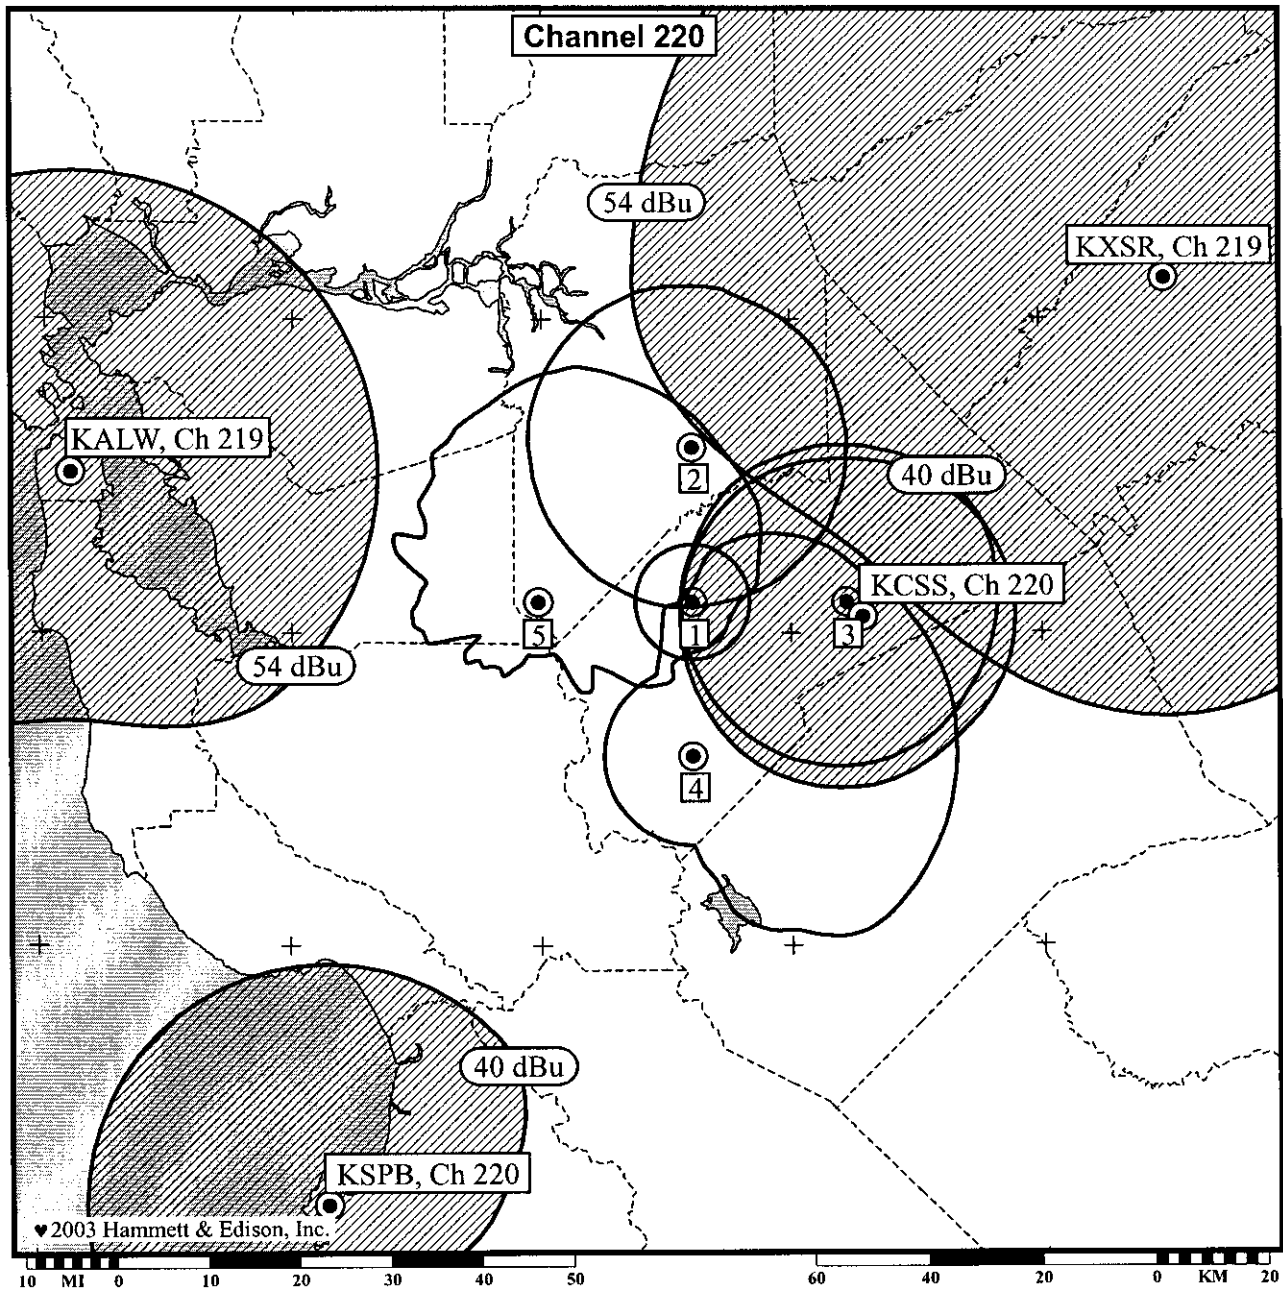 Channel 220
54 dBu
KXSR, Ch 219
KALW, Ch 219
2
40 dBu
KCSS, Ch 220
5
1
3
54 dBu
4
40 dBu
KSPB, Ch 220
♥2003 Hammett & Edison, Inc.
10 MI 0 10 20 30 40 50 60 40 20 0 KM 20